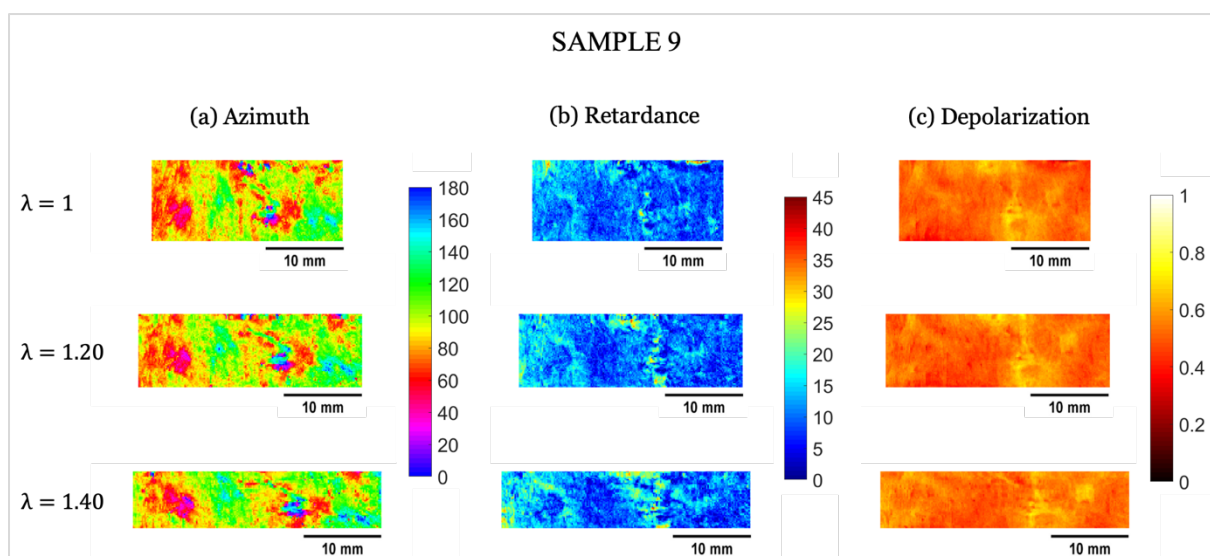 SAMPLE 9
(a) Azimuth
(b) Retardance
(c) Depolarization
λ = 1
10 mm
10 mm
10 mm
λ = 1.20
10 mm
10 mm
10 mm
λ = 1.40
10 mm
10 mm
10 mm
180
160
140
120
100
80
60
40
20
0
45
40
35
30
25
20
15
10
5
0
1
0.8
0.6
0.4
0.2
0